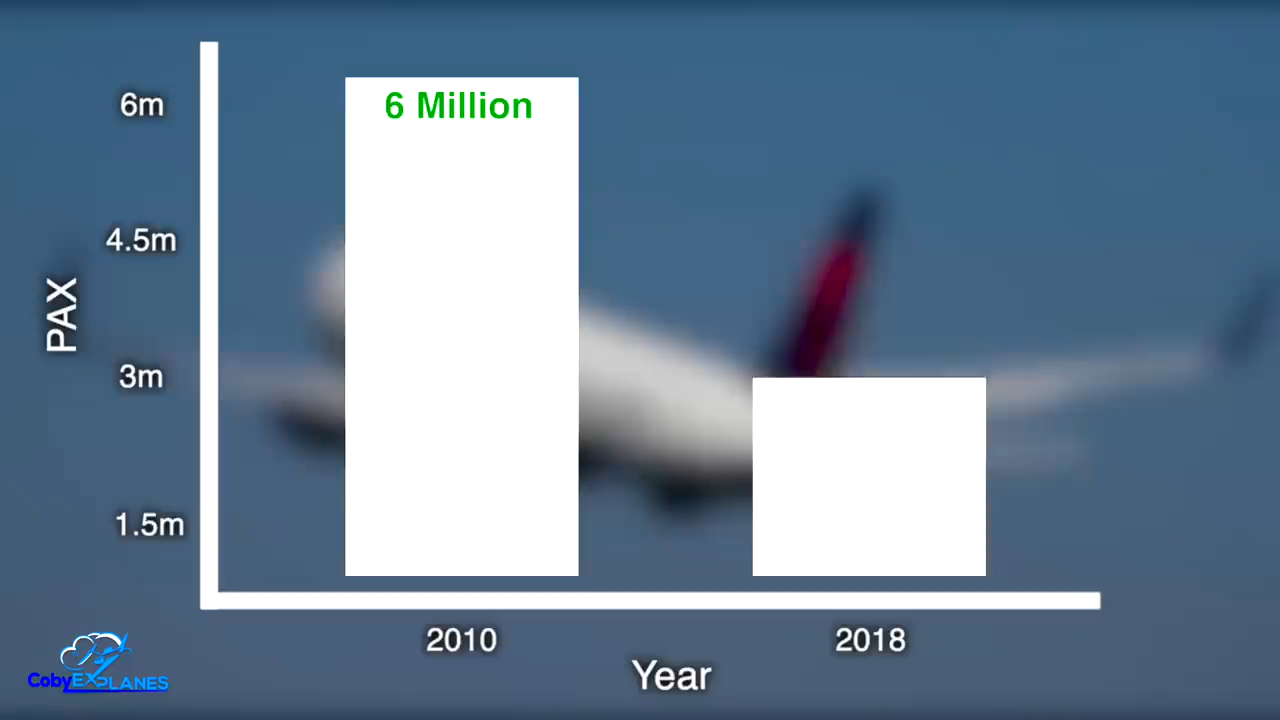 6 Million
6m
4.5m
3m
1.5m
PAX
2010
2018
Year
CobyEXPLANES